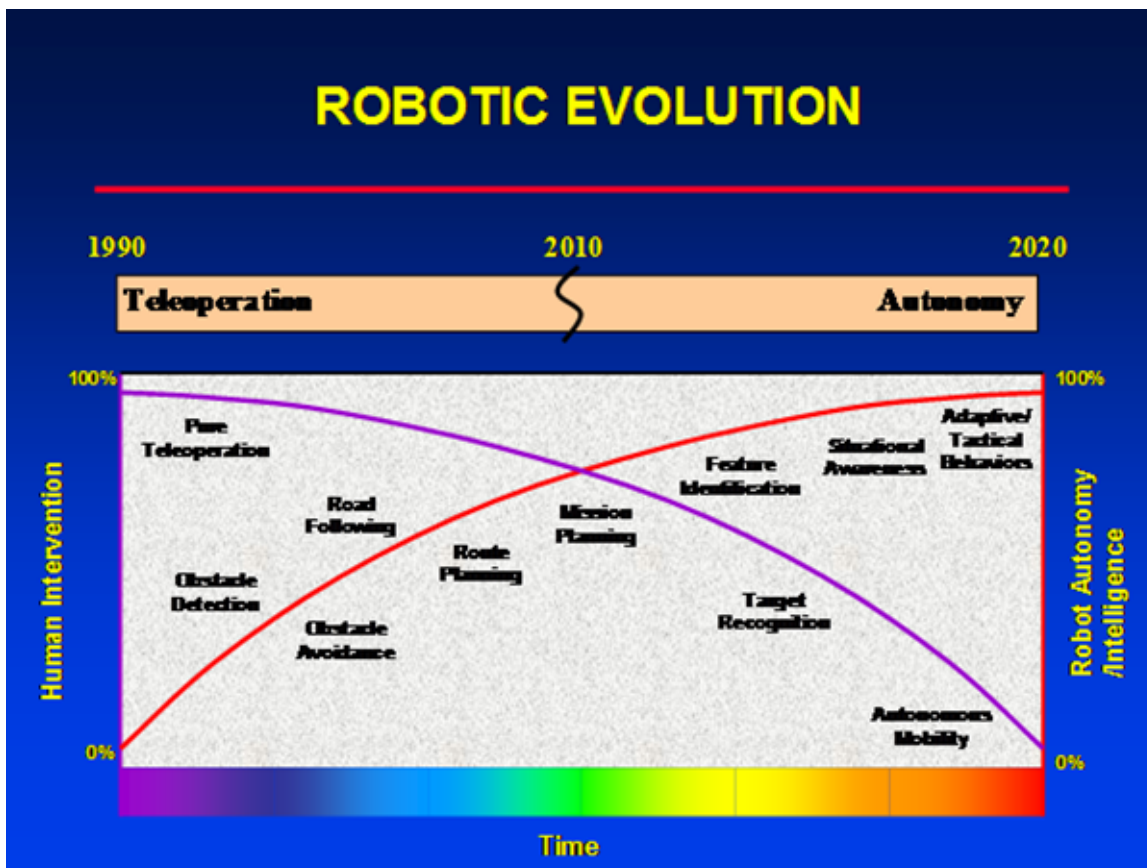 ROBOTIC EVOLUTION
1990
2010
2020
Teleoperation
Autonomy
100%
100%
Pure
Teleoperation
Adaptive/
Tactical
Behaviors
Situational
Awareness
Feature
Identification
Road
Following
Mission
Planning
Route
Planning
Obstacle
Detection
Target
Recognition
Obstacle
Avoidance
Autonomous
Mobility
Human Intervention
Robot Autonomy
/Intelligence
0%
0%
Time